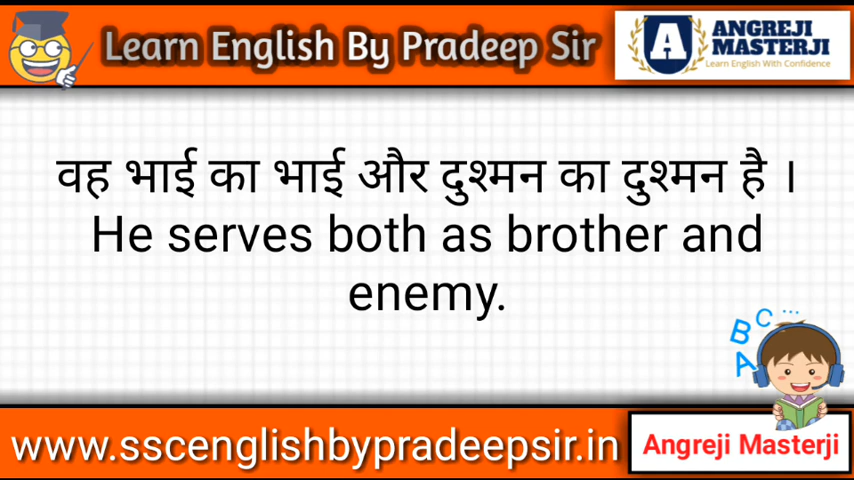 Learn English By Pradeep Sir
A
ANGREJI
MASTERJI
Learn English With Confidence
वह भाई का भाई और दुश्मन का दुश्मन है ।
He serves both as brother and
enemy.
A B C ...
www.sscenglishbypradeepsir.in
Angreji Masterji